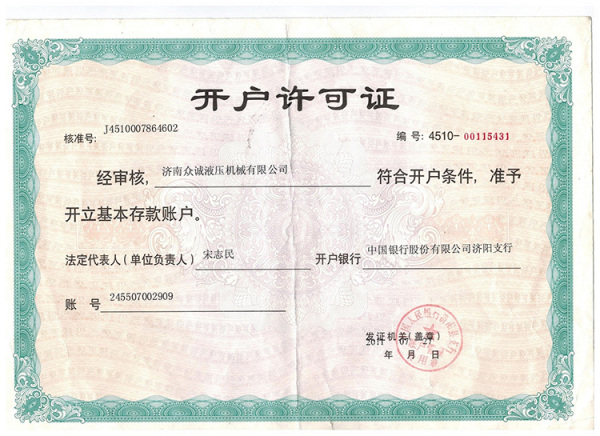 开户许可证
核准号: J4510007864602 编号: 4510-00115431
经审核, 济南众诚液压机械有限公司 符合开户条件, 准予
开立基本存款账户。
法定代表人(单位负责人) 宋志民 开户银行 中国银行股份有限公司济阳支行
账 号 245507002909
发证机关(盖章)
2011 07 27
年 月 日